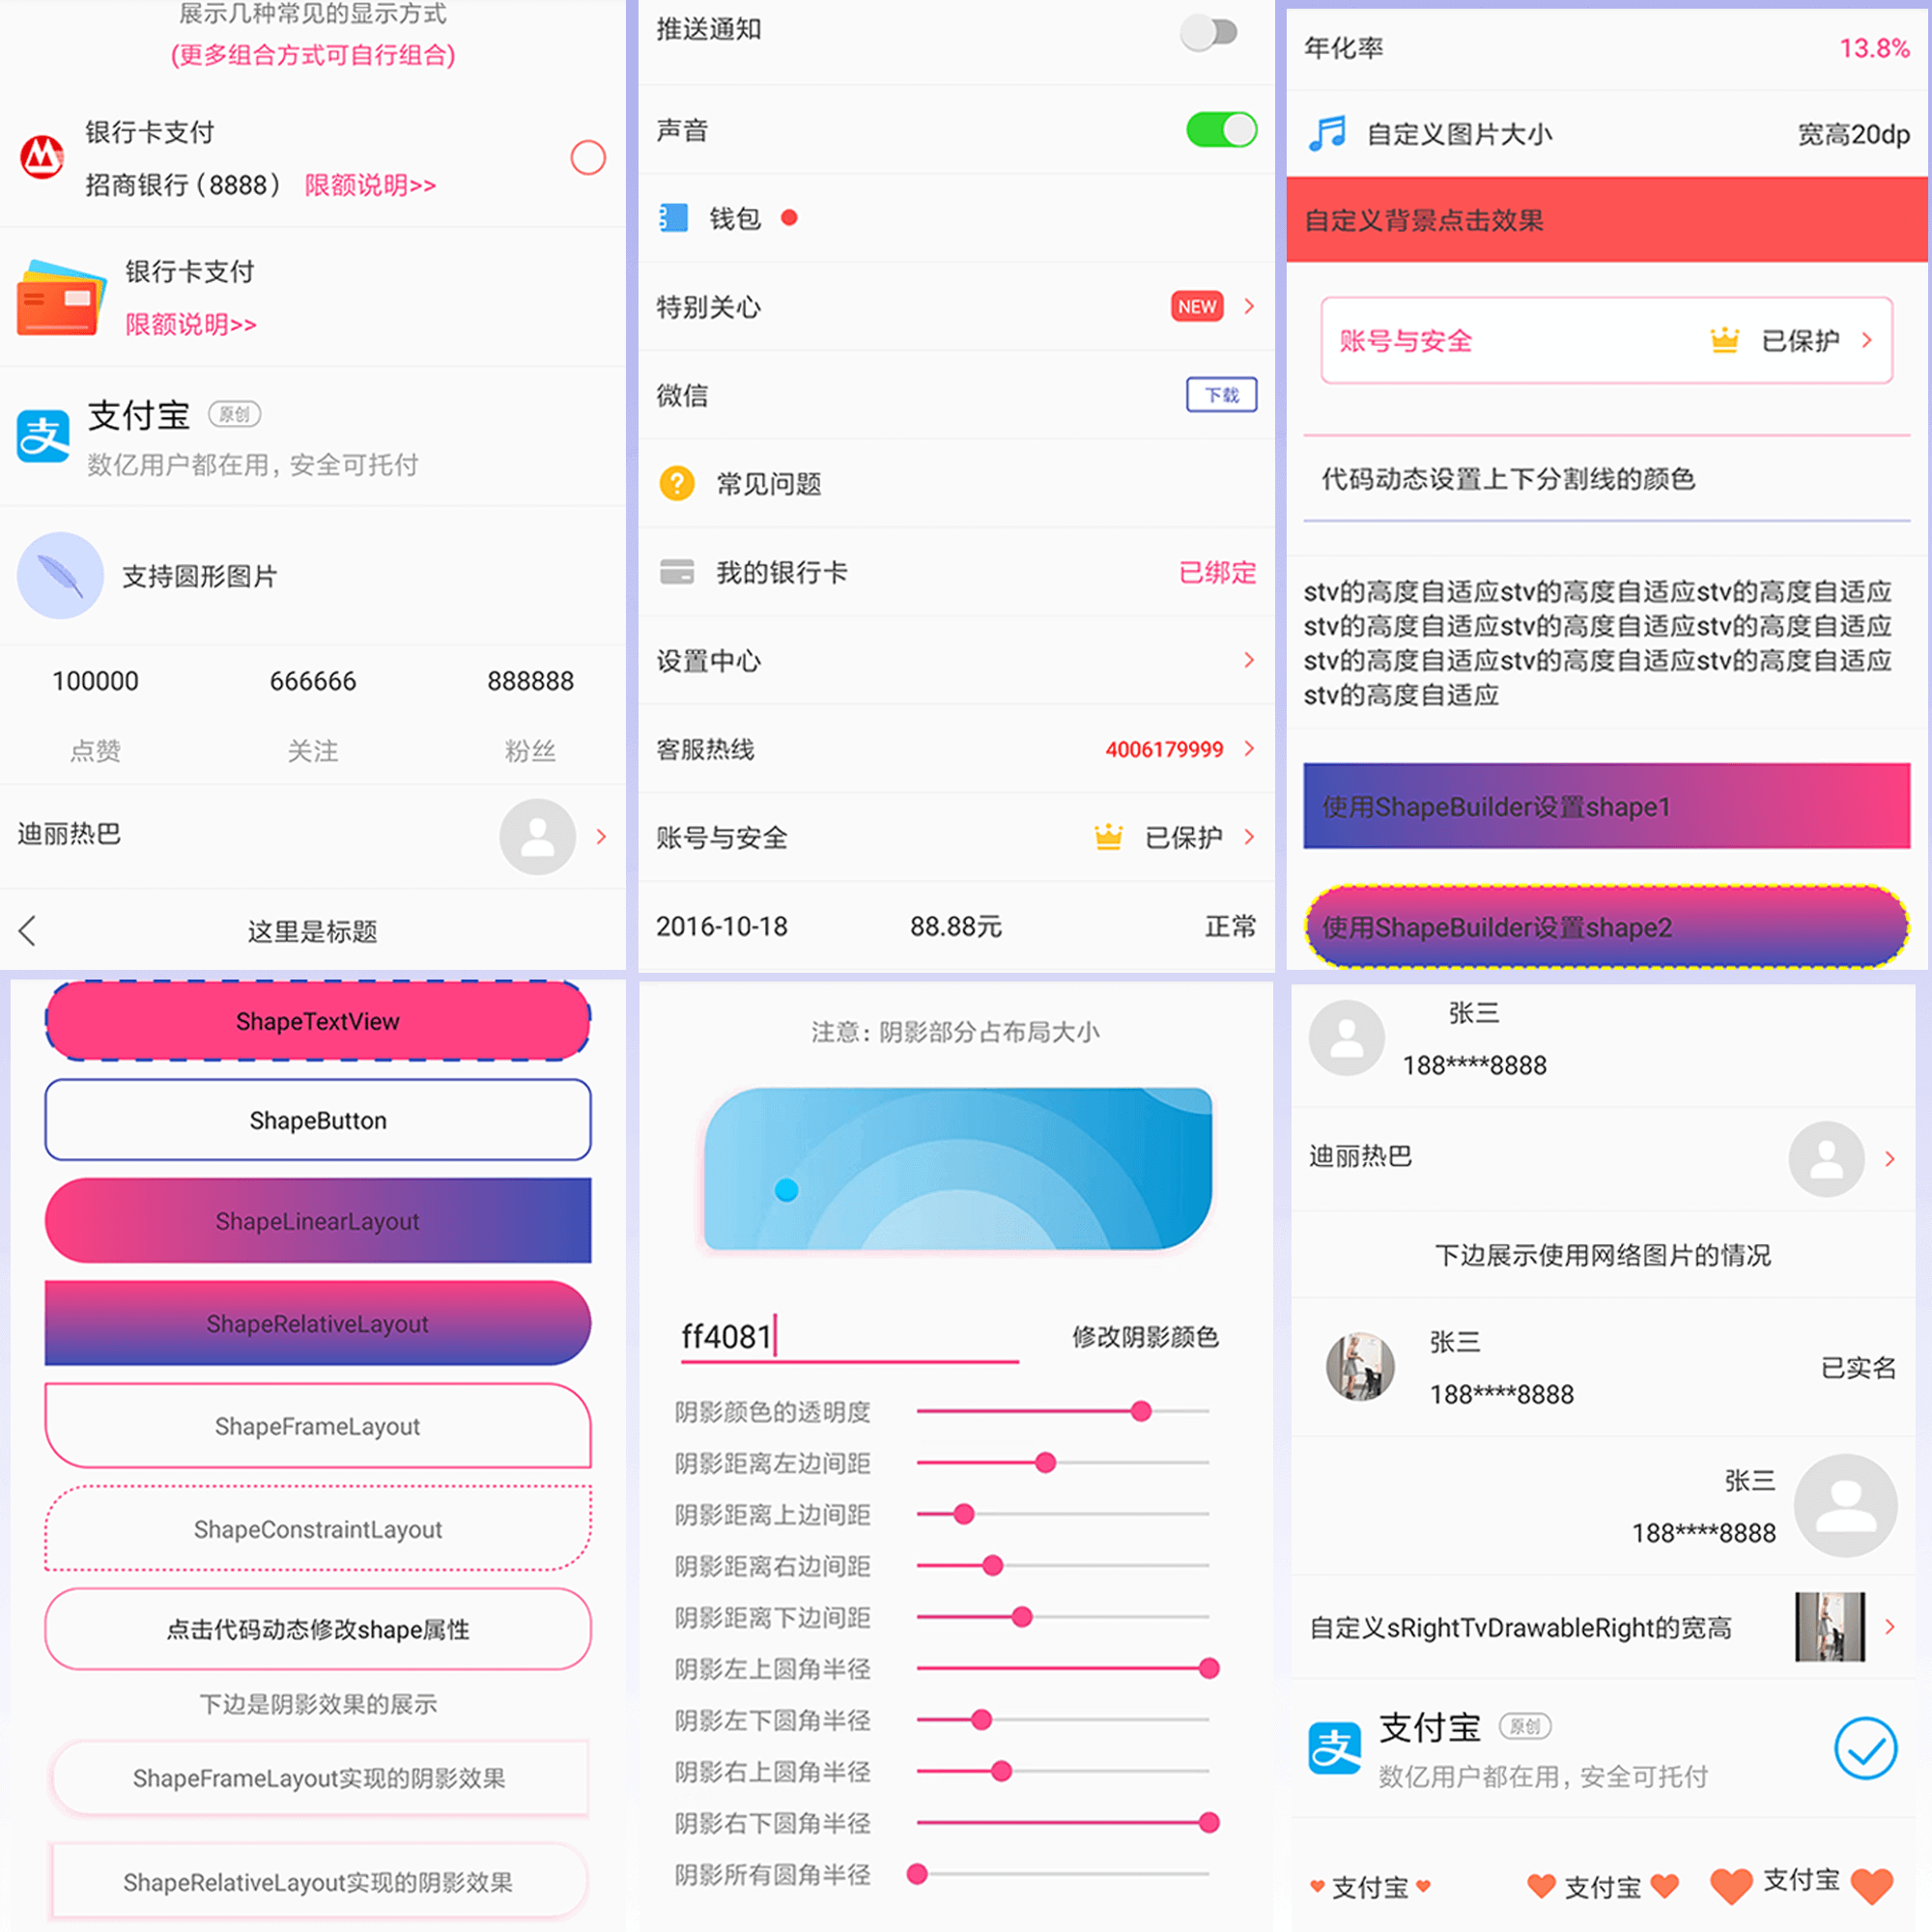 展示几种常见的显示方式
(更多组合方式可自行组合)
银行卡支付
招商银行(8888) 限额说明>>
银行卡支付
限额说明>>
支付宝 原创
数亿用户都在用,安全可托付
支持圆形图片
100000 666666 888888
点赞 关注 粉丝
迪丽热巴
这里是标题
推送通知
声音
钱包
特别关心 NEW
微信 下载
常见问题
我的银行卡 已绑定
设置中心
客服热线 4006179999
账号与安全 已保护
2016-10-18 88.88元 正常
年化率 13.8%
自定义图片大小 宽高20dp
自定义背景点击效果
账号与安全 已保护
代码动态设置上下分割线的颜色
stv的高度自适应stv的高度自适应stv的高度自适应
stv的高度自适应stv的高度自适应stv的高度自适应
stv的高度自适应stv的高度自适应stv的高度自适应
stv的高度自适应
使用ShapeBuilder设置shape1
使用ShapeBuilder设置shape2
ShapeTextView
ShapeButton
ShapeLinearLayout
ShapeRelativeLayout
ShapeFrameLayout
ShapeConstraintLayout
点击代码动态修改shape属性
下边是阴影效果的展示
ShapeFrameLayout实现的阴影效果
ShapeRelativeLayout实现的阴影效果
注意:阴影部分占布局大小
ff4081 修改阴影颜色
阴影颜色的透明度
阴影距离左边间距
阴影距离上边间距
阴影距离右边间距
阴影距离下边间距
阴影左上圆角半径
阴影左下圆角半径
阴影右上圆角半径
阴影右下圆角半径
阴影所有圆角半径
张三
188****8888
迪丽热巴
下边展示使用网络图片的情况
张三
188****8888
已实名
张三
188****8888
自定义sRightTvDrawableRight的宽高
支付宝 原创
数亿用户都在用,安全可托付
支付宝 支付宝 支付宝